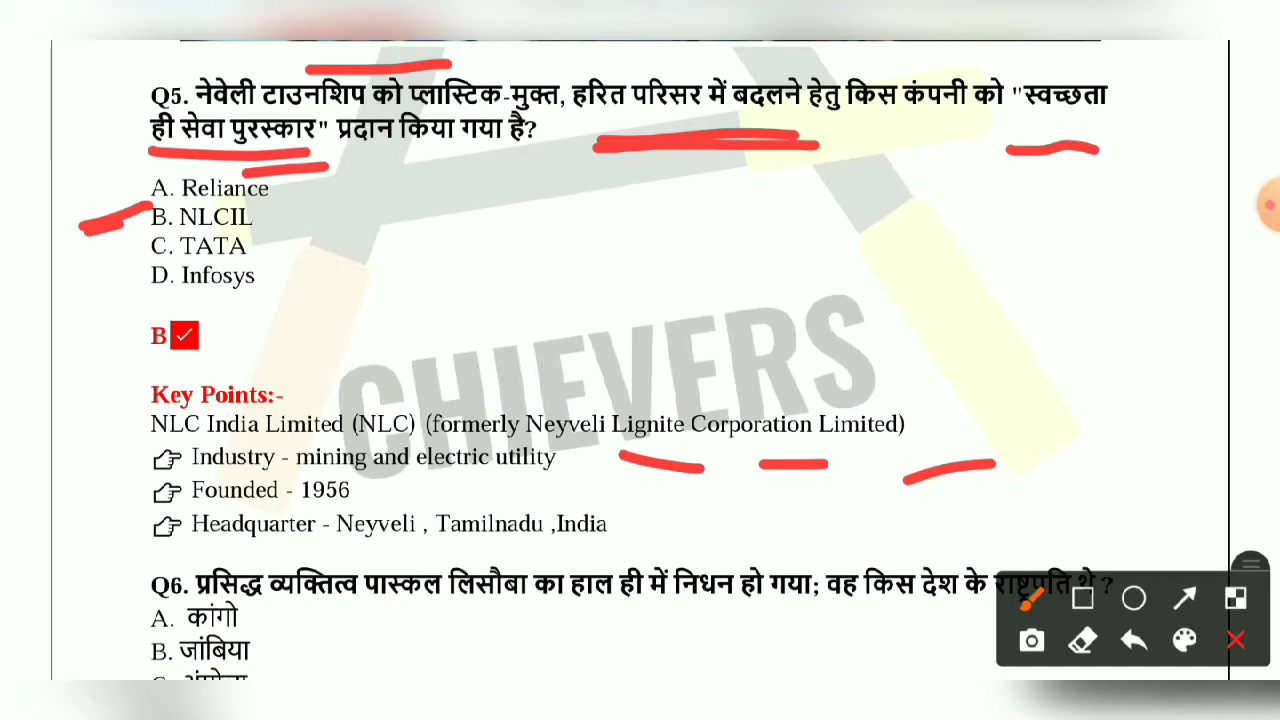 Q5. नेवेली टाउनशिप को प्लास्टिक-मुक्त, हरित परिसर में बदलने हेतु किस कंपनी को "स्वच्छता
ही सेवा पुरस्कार" प्रदान किया गया है?
A. Reliance
B. NLCIL
C. TATA
D. Infosys
B
Key Points:-
NLC India Limited (NLC) (formerly Neyveli Lignite Corporation Limited)
Industry - mining and electric utility
Founded - 1956
Headquarter - Neyveli , Tamilnadu ,India
CHIEVERS
Q6. प्रसिद्ध व्यक्तित्व पास्कल लिसौबा का हाल ही में निधन हो गया; वह किस देश के राष्ट्रपति थे ?
A. कांगो
B. जांबिया